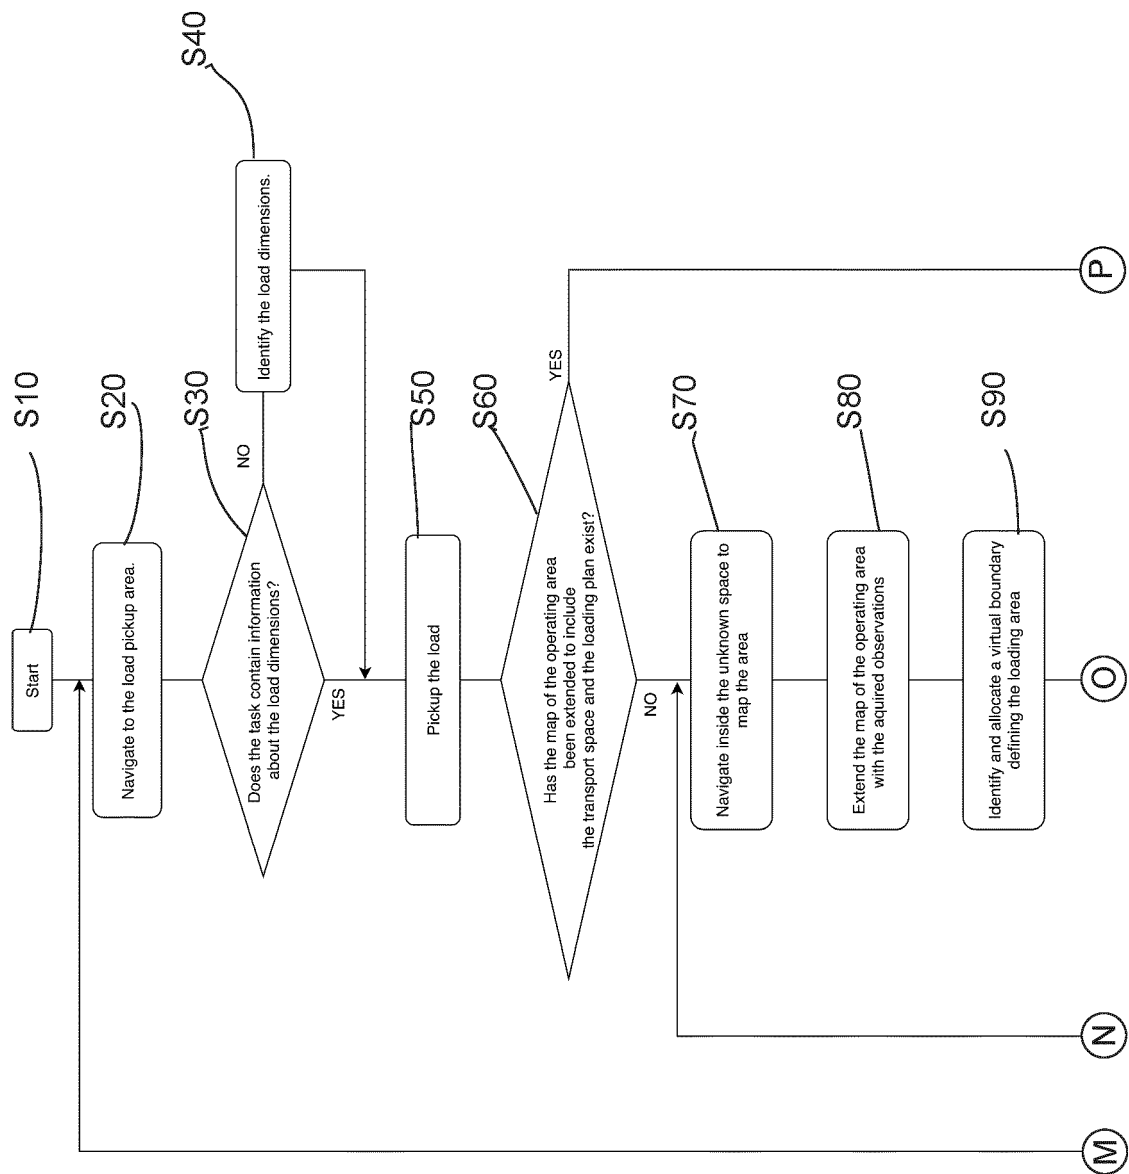 S10
Start
S20
Navigate to the load pickup area.
S30
Does the task contain information
about the load dimensions?
NO
S40
Identify the load dimensions.
YES
S50
Pickup the load
S60
Has the map of the operating area
been extended to include
the transport space and the loading plan exist?
YES
NO
S70
Navigate inside the unknown space to
map the area
S80
Extend the map of the operating area
with the aquired observations
S90
Identify and allocate a virtual boundary
defining the loading area
M
N
O
P